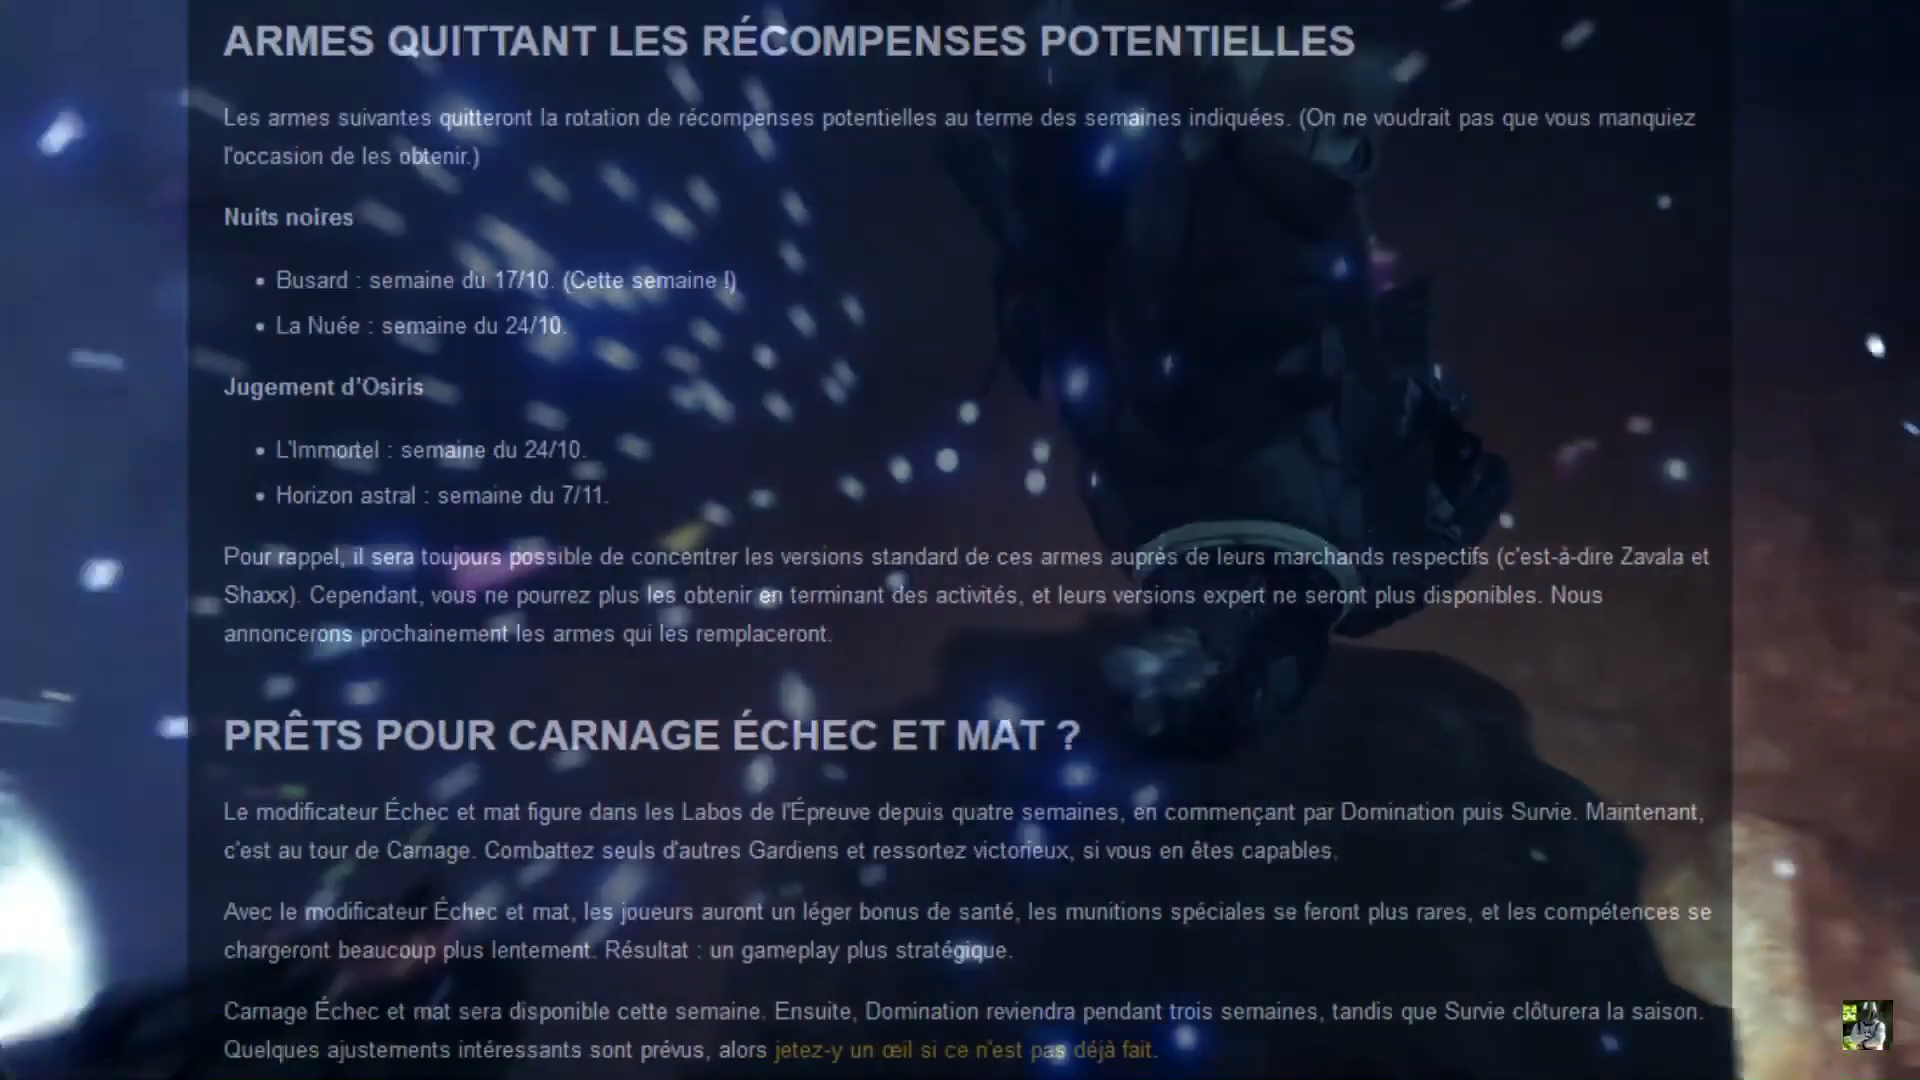 ARMES QUITTANT LES RÉCOMPENSES POTENTIELLES
Les armes suivantes quitteront la rotation de récompenses potentielles au terme des semaines indiquées. (On ne voudrait pas que vous manquiez
l'occasion de les obtenir.)
Nuits noires
• Busard : semaine du 17/10. (Cette semaine !)
• La Nuée : semaine du 24/10.
Jugement d'Osiris
• L'Immortel : semaine du 24/10.
• Horizon astral : semaine du 7/11.
Pour rappel, il sera toujours possible de concentrer les versions standard de ces armes auprès de leurs marchands respectifs (c'est-à-dire Zavala et
Shaxx). Cependant, vous ne pourrez plus les obtenir en terminant des activités, et leurs versions expert ne seront plus disponibles. Nous
annoncerons prochainement les armes qui les remplaceront.
PRÊTS POUR CARNAGE ÉCHEC ET MAT ?
Le modificateur Échec et mat figure dans les Labos de l'Épreuve depuis quatre semaines, en commençant par Domination puis Survie. Maintenant,
c'est au tour de Carnage. Combattez seuls d'autres Gardiens et ressortez victorieux, si vous en êtes capables.
Avec le modificateur Échec et mat, les joueurs auront un léger bonus de santé, les munitions spéciales se feront plus rares, et les compétences se
chargeront beaucoup plus lentement. Résultat : un gameplay plus stratégique.
Carnage Échec et mat sera disponible cette semaine. Ensuite, Domination reviendra pendant trois semaines, tandis que Survie clôturera la saison.
Quelques ajustements intéressants sont prévus, alors jetez-y un œil si ce n'est pas déjà fait.